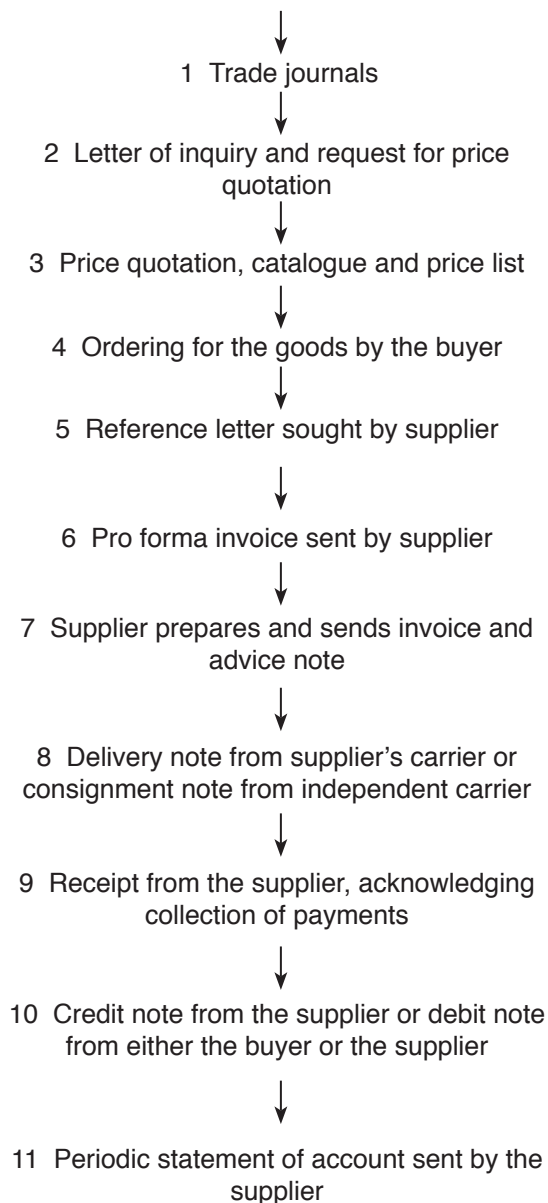 1 Trade journals
2 Letter of inquiry and request for price
quotation
3 Price quotation, catalogue and price list
4 Ordering for the goods by the buyer
5 Reference letter sought by supplier
6 Pro forma invoice sent by supplier
7 Supplier prepares and sends invoice and
advice note
8 Delivery note from supplier’s carrier or
consignment note from independent carrier
9 Receipt from the supplier, acknowledging
collection of payments
10 Credit note from the supplier or debit note
from either the buyer or the supplier
11 Periodic statement of account sent by the
supplier